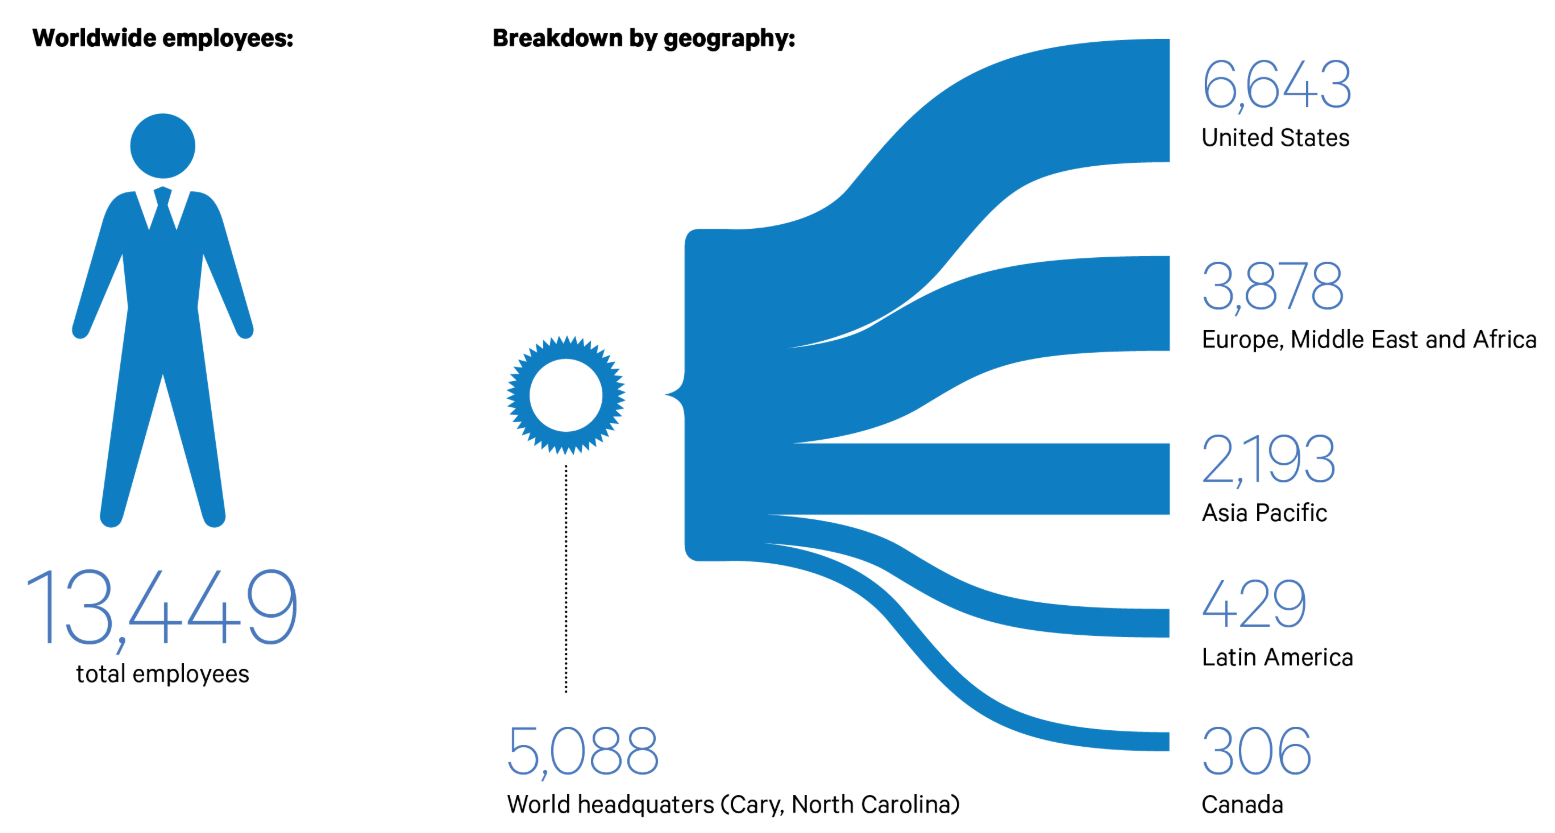 Worldwide employees:
13,449
total employees
Breakdown by geography:
5,088
World headquaters (Cary, North Carolina)
6,643
United States
3,878
Europe, Middle East and Africa
2,193
Asia Pacific
429
Latin America
306
Canada